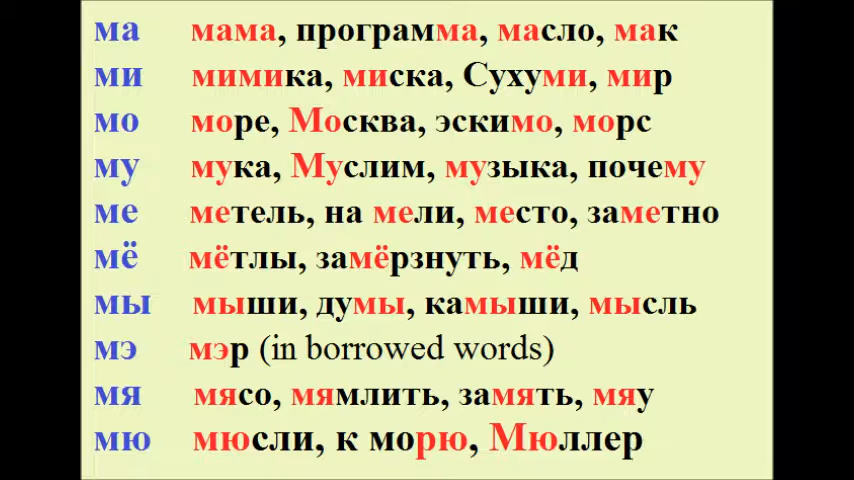 ма мама, программа, масло, мак
ми мимика, миска, Сухуми, мир
мо море, Москва, эскимо, морс
му мука, Муслим, музыка, почему
ме метель, на мели, место, заметно
мё мётлы, замёрзнуть, мёд
мы мыши, думы, камыши, мысль
мэ мэр (in borrowed words)
мя мясо, мямлить, замять, мяу
мю мюсли, к морю, Мюллер